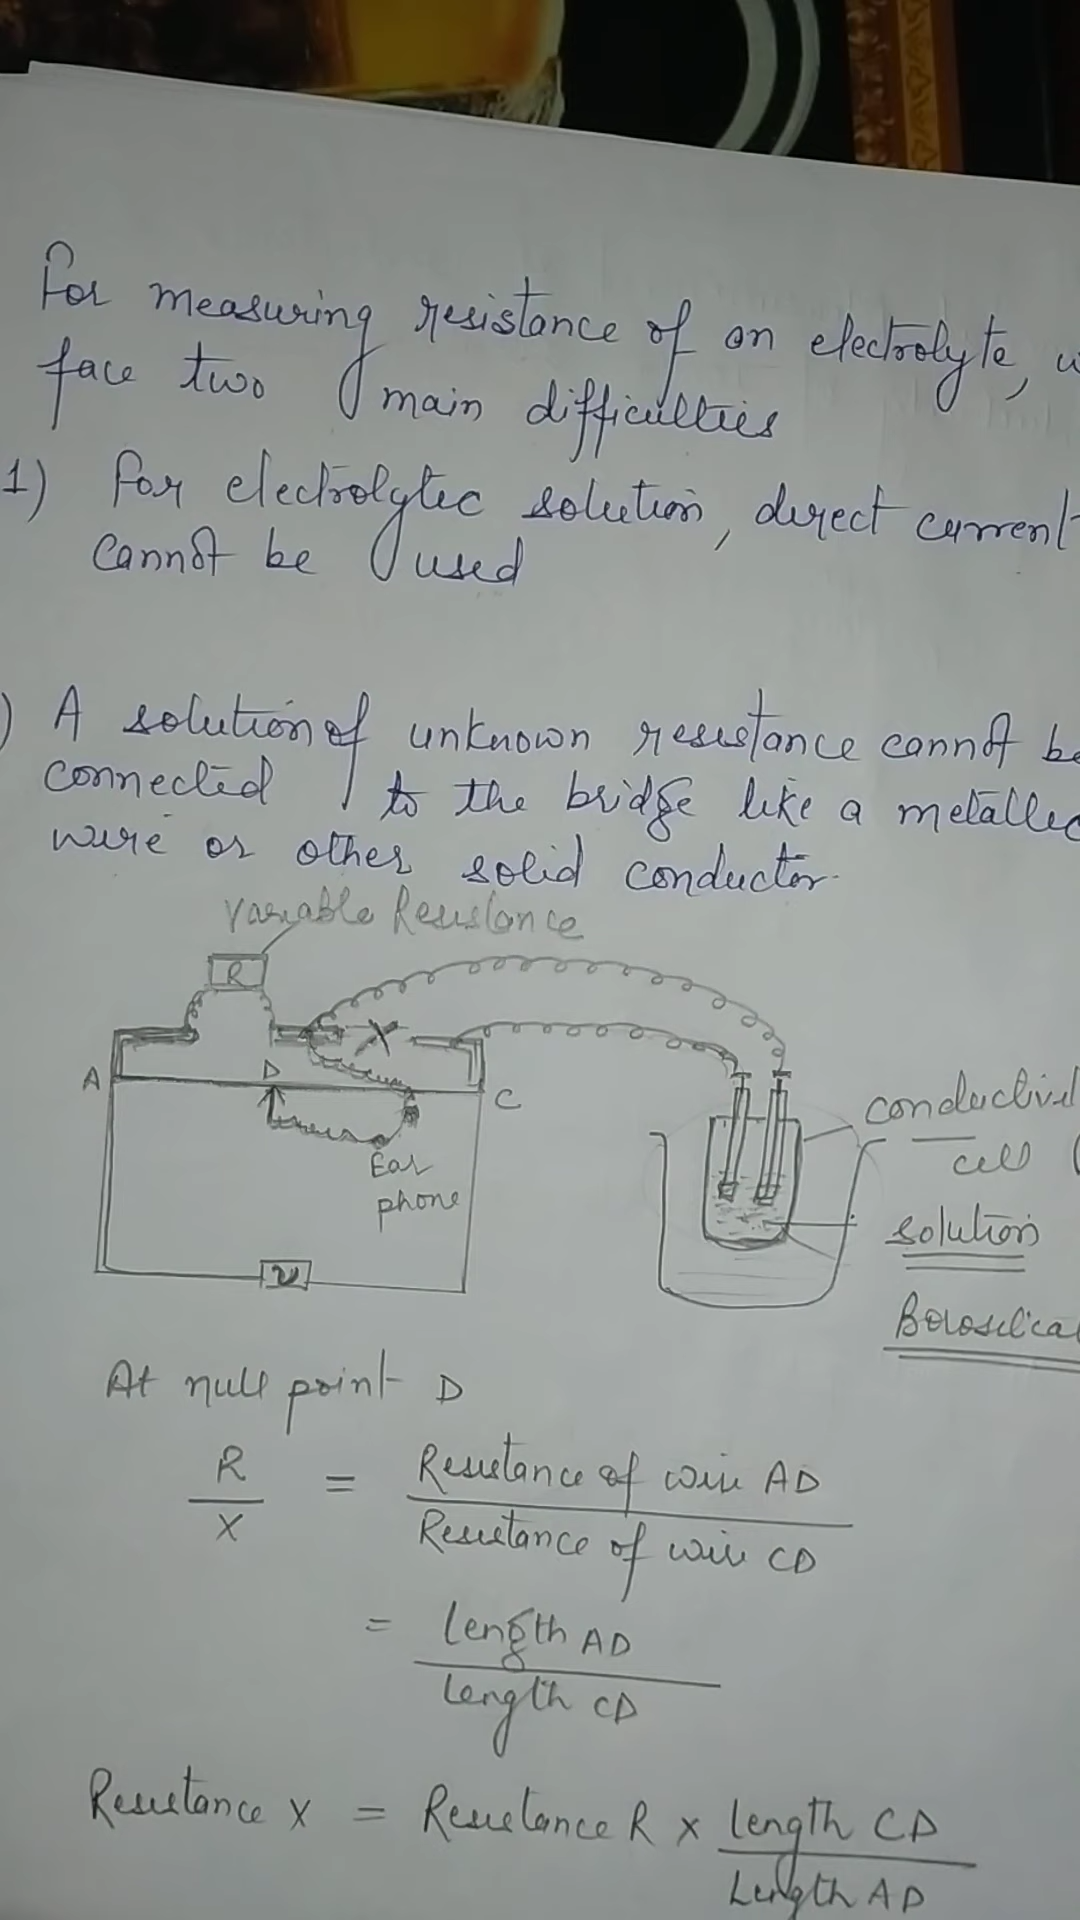 For measuring resistance of an electrolyte, w
face two main difficulties
1) For electrolytic solution, direct current
cannot be used
) A solution of unknown resistance cannot be
connected to the bridge like a metallic
wire or other solid conductor.
Variable Resistance
R
X
A
D
C
Ear
phone
conductivi
cell (
solution
Borosilica
At null point D
R = Resistance of wire AD
X Resistance of wire CD
= length AD
Length CD
Resistance X = Resistance R x length CD
Length AD